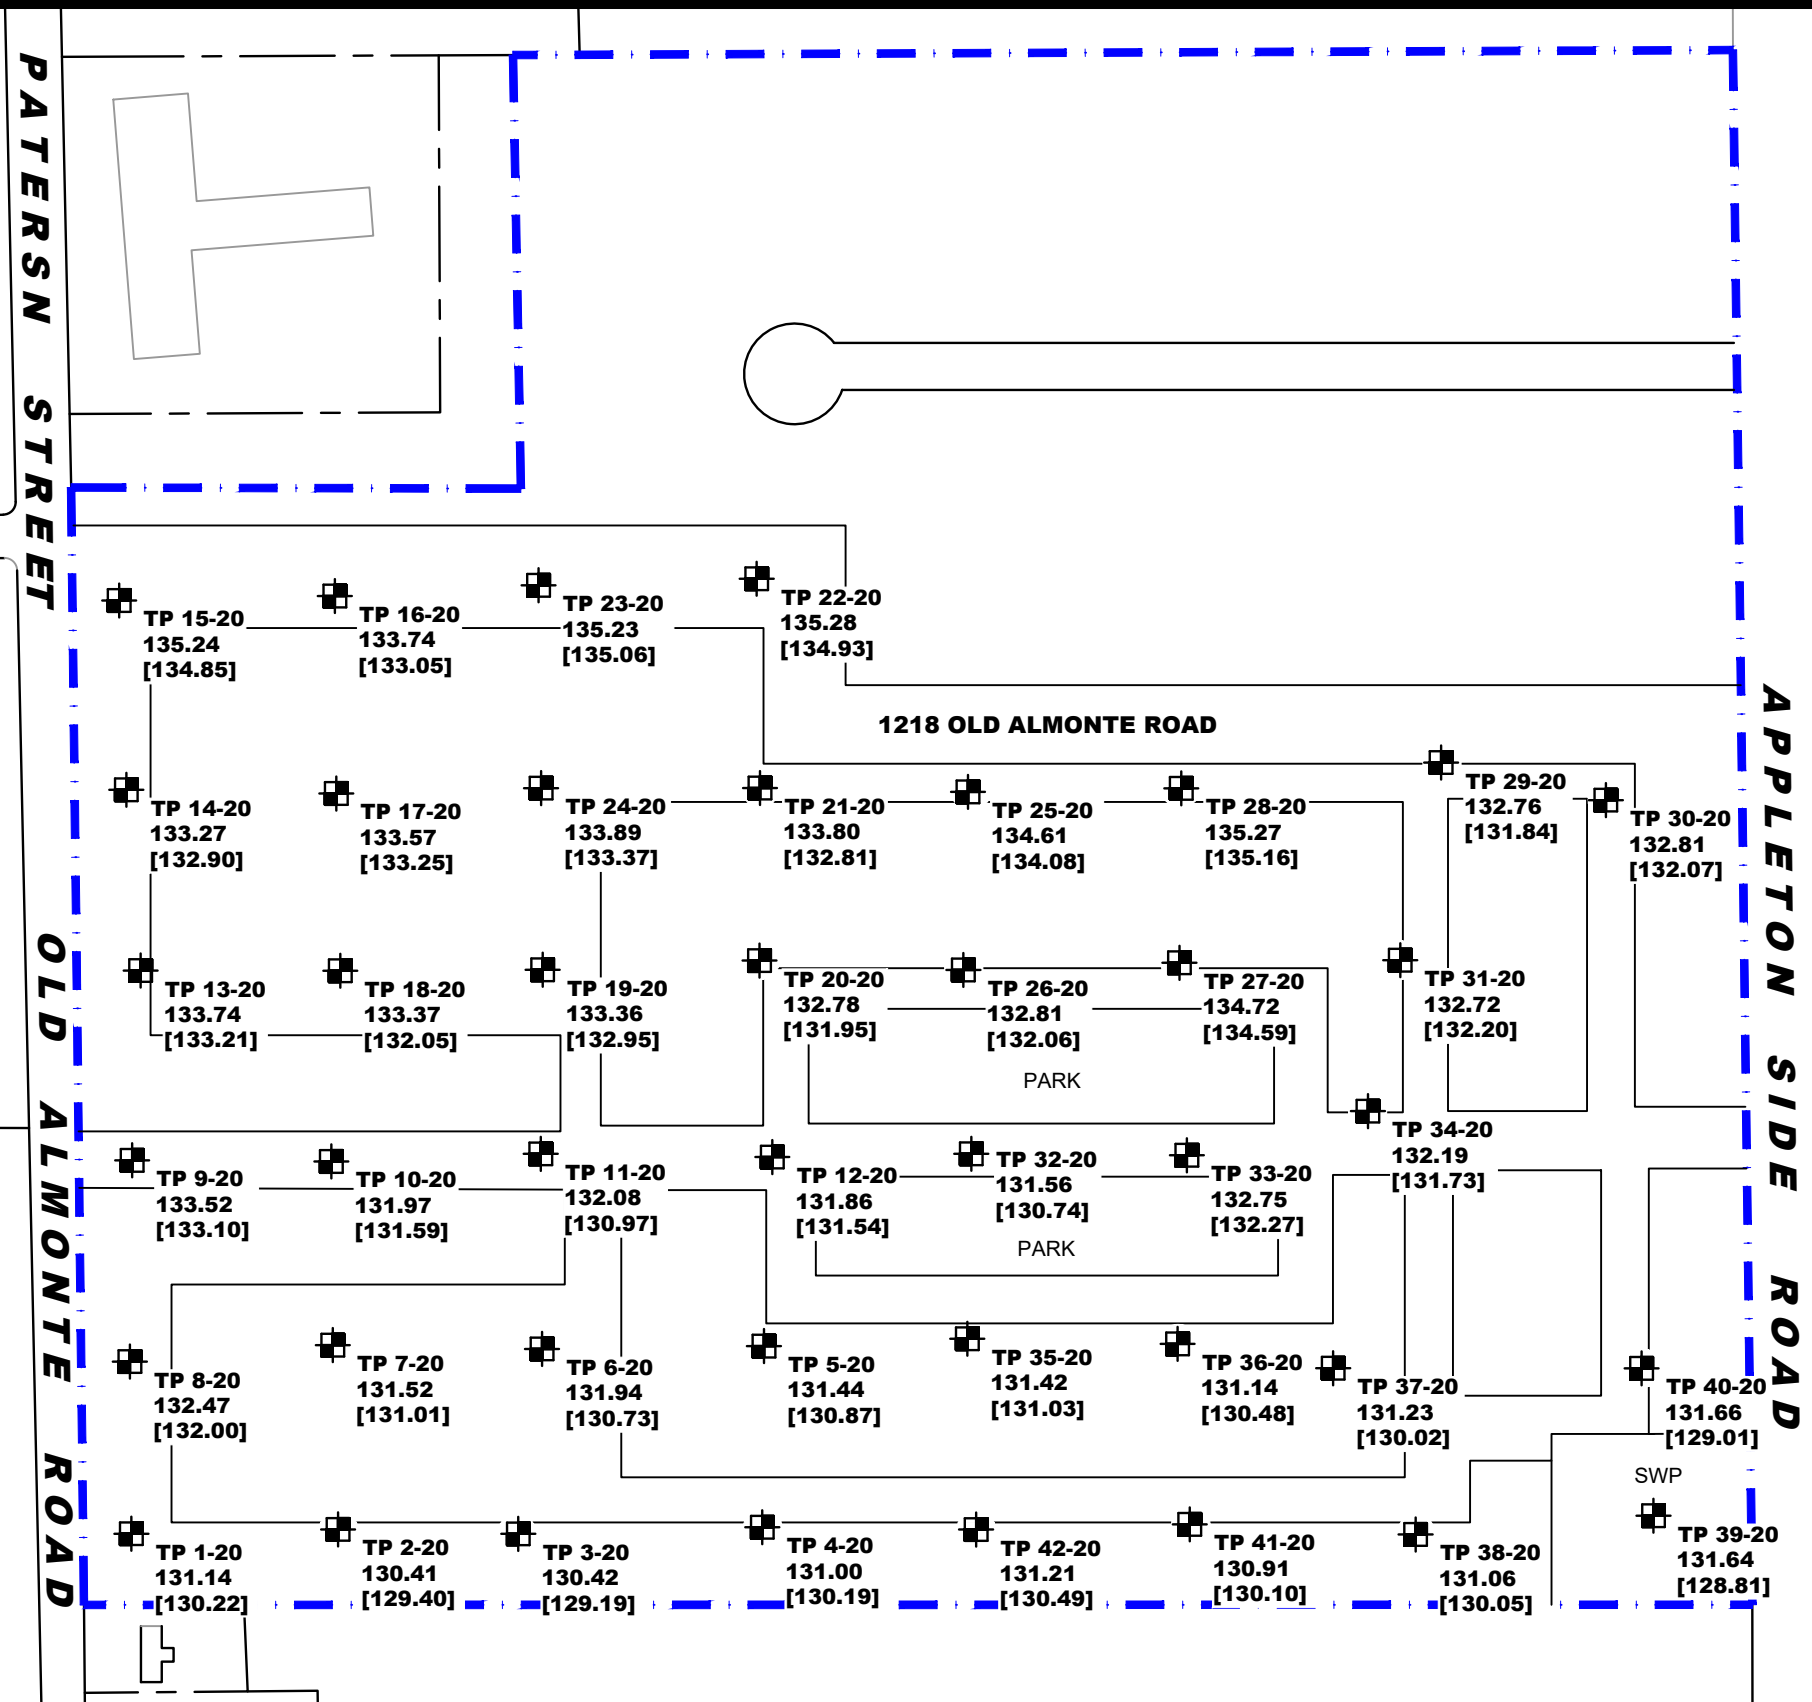 PATERSN STREET
TP 15-20
135.24
[134.85]
TP 16-20
133.74
[133.05]
TP 23-20
135.23
[135.06]
TP 22-20
135.28
[134.93]
1218 OLD ALMONTE ROAD
TP 14-20
133.27
[132.90]
TP 17-20
133.57
[133.25]
TP 24-20
133.89
[133.37]
TP 21-20
133.80
[132.81]
TP 25-20
134.61
[134.08]
TP 28-20
135.27
[135.16]
TP 29-20
132.76
[131.84]
TP 30-20
132.81
[132.07]
APPLETON SIDE ROAD
OLD ALMONTE ROAD
TP 13-20
133.74
[133.21]
TP 18-20
133.37
[132.05]
TP 19-20
133.36
[132.95]
TP 20-20
132.78
[131.95]
TP 26-20
132.81
[132.06]
TP 27-20
134.72
[134.59]
TP 31-20
132.72
[132.20]
PARK
TP 9-20
133.52
[133.10]
TP 10-20
131.97
[131.59]
TP 11-20
132.08
[130.97]
TP 12-20
131.86
[131.54]
TP 32-20
131.56
[130.74]
TP 33-20
132.75
[132.27]
TP 34-20
132.19
[131.73]
PARK
TP 8-20
132.47
[132.00]
TP 7-20
131.52
[131.01]
TP 6-20
131.94
[130.73]
TP 5-20
131.44
[130.87]
TP 35-20
131.42
[131.03]
TP 36-20
131.14
[130.48]
TP 37-20
131.23
[130.02]
TP 40-20
131.66
[129.01]
SWP
TP 1-20
131.14
[130.22]
TP 2-20
130.41
[129.40]
TP 3-20
130.42
[129.19]
TP 4-20
131.00
[130.19]
TP 42-20
131.21
[130.49]
TP 41-20
130.91
[130.10]
TP 38-20
131.06
[130.05]
TP 39-20
131.64
[128.81]